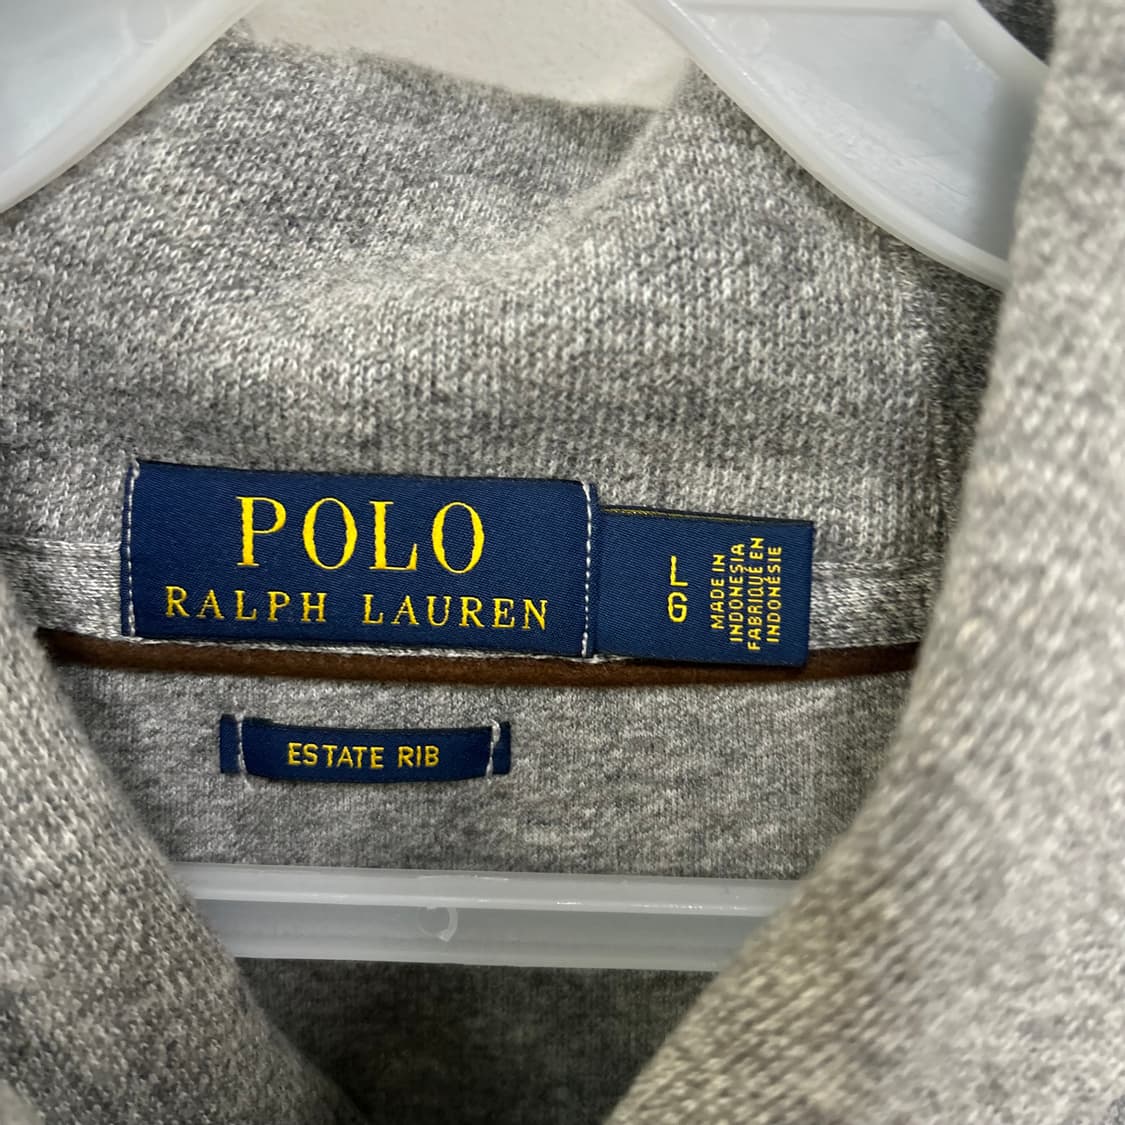 POLO
RALPH LAUREN
L
G
MADE IN
INDONESIA
FABRIQUÉ EN
INDONÉSIE
ESTATE RIB